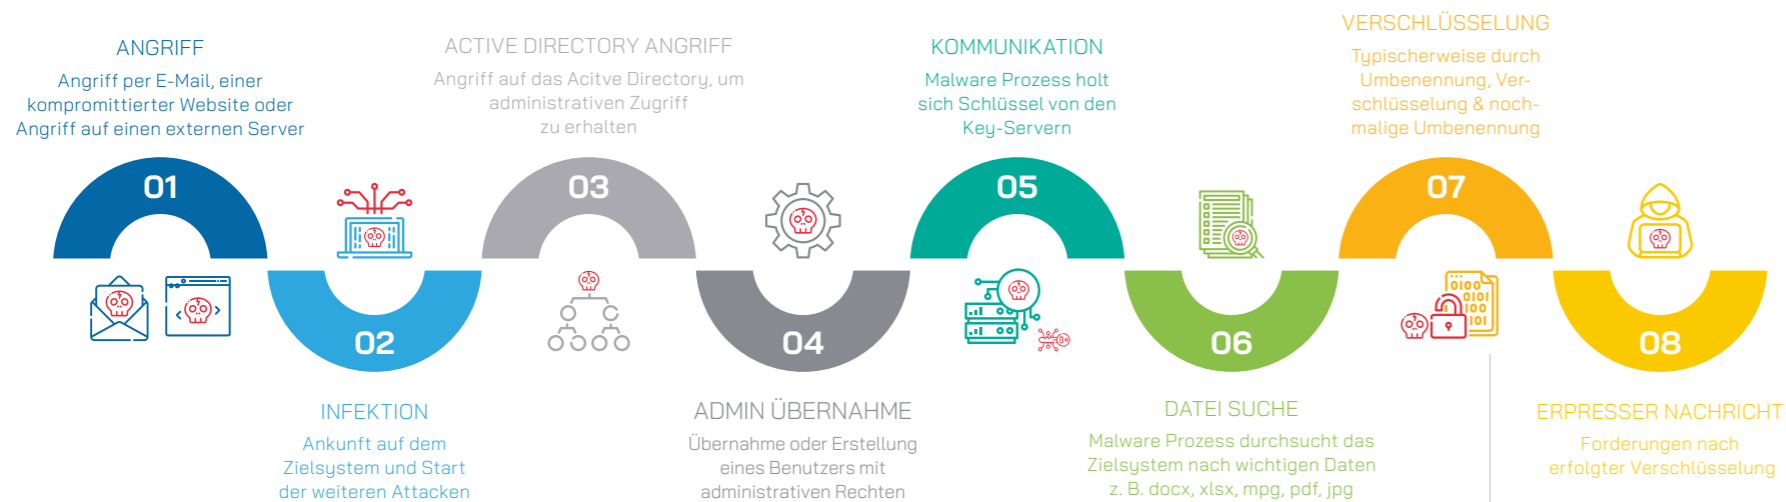 ANGRIFF
Angriff per E-Mail, einer
kompromittierter Website oder
Angriff auf einen externen Server
01
02
INFEKTION
Ankunft auf dem
Zielsystem und Start
der weiteren Attacken
ACTIVE DIRECTORY ANGRIFF
Angriff auf das Acitve Directory, um
administrativen Zugriff
zu erhalten
03
04
ADMIN ÜBERNAHME
Übernahme oder Erstellung
eines Benutzers mit
administrativen Rechten
KOMMUNIKATION
Malware Prozess holt
sich Schlüssel von den
Key-Servern
05
06
DATEI SUCHE
Malware Prozess durchsucht das
Zielsystem nach wichtigen Daten
z. B. docx, xlsx, mpg, pdf, jpg
VERSCHLÜSSELUNG
Typischerweise durch
Umbenennung, Ver-
schlüsselung & noch-
malige Umbenennung
07
0100
0101
101
08
ERPRESSER NACHRICHT
Forderungen nach
erfolgter Verschlüsselung